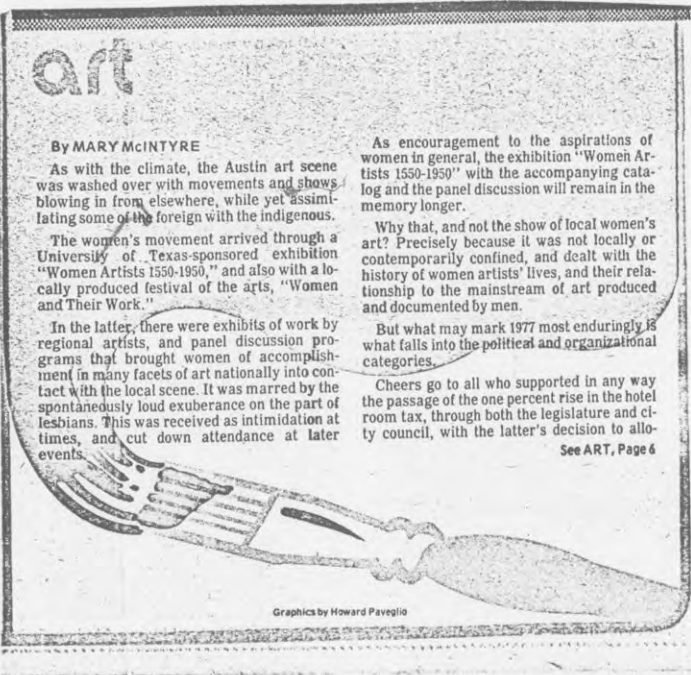 art
By MARY McINTYRE
As with the climate, the Austin art scene
was washed over with movements and shows
blowing in from elsewhere, while yet assimi-
lating some of the foreign with the indigenous.
The women's movement arrived through a
University of Texas-sponsored exhibition
"Women Artists 1550-1950," and also with a lo-
cally produced festival of the arts, "Women
and Their Work."
In the latter, there were exhibits of work by
regional artists, and panel discussion pro-
grams that brought women of accomplish-
ment in many facets of art nationally into con-
tact with the local scene. It was marred by the
spontaneously loud exuberance on the part of
lesbians. This was received as intimidation at
times, and cut down attendance at later
events.
As encouragement to the aspirations of
women in general, the exhibition "Women Ar-
tists 1550-1950" with the accompanying cata-
log and the panel discussion will remain in the
memory longer.
Why that, and not the show of local women's
art? Precisely because it was not locally or
contemporarily confined, and dealt with the
history of women artists' lives, and their rela-
tionship to the mainstream of art produced
and documented by men.
But what may mark 1977 most enduringly is
what falls into the political and organizational
categories.
Cheers go to all who supported in any way
the passage of the one percent rise in the hotel
room tax, through both the legislature and ci-
ty council, with the latter's decision to allo-
See ART, Page 6
Graphics by Howard Paveglio